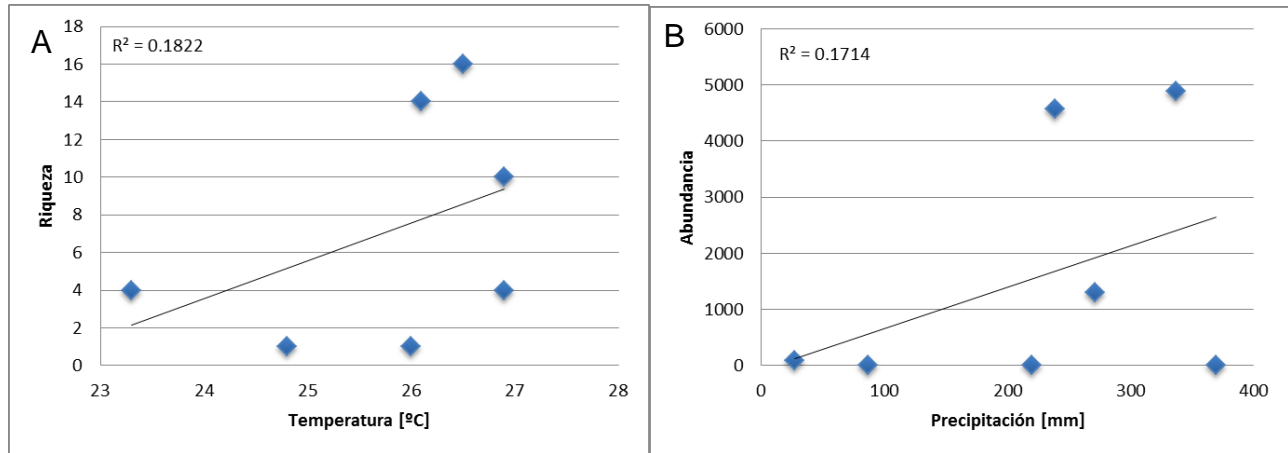 A
R² = 0.1822
18
16
14
12
10
8
6
4
2
0
Riqueza
23 24 25 26 27 28
Temperatura [ºC]
B
R² = 0.1714
6000
5000
4000
3000
2000
1000
0
Abundancia
0 100 200 300 400
Precipitación [mm]